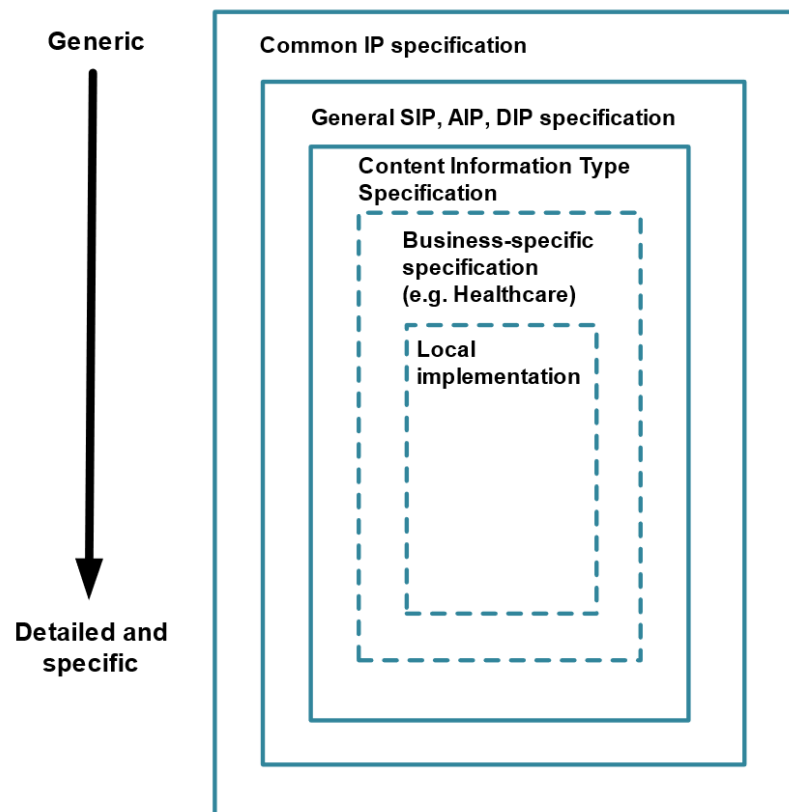 Generic
Common IP specification
General SIP, AIP, DIP specification
Content Information Type
Specification
Business-specific
specification
(e.g. Healthcare)
Local
implementation
Detailed and
specific